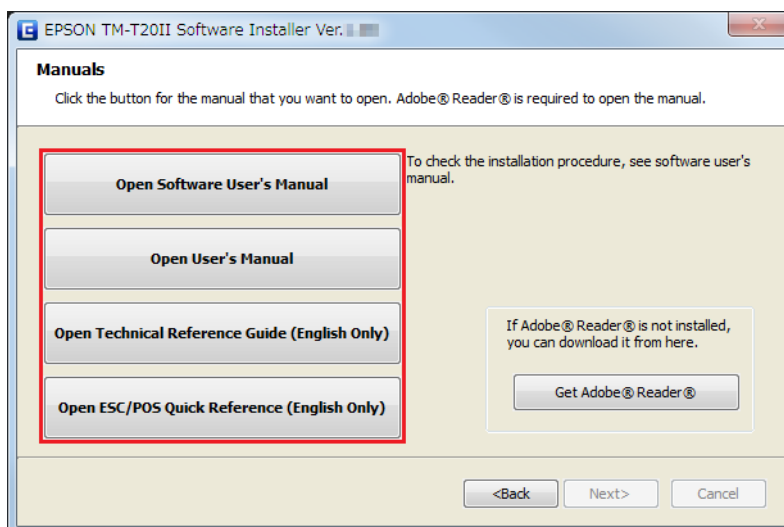 E EPSON TM-T20II Software Installer Ver.
Manuals
Click the button for the manual that you want to open. Adobe® Reader® is required to open the manual.
Open Software User's Manual
To check the installation procedure, see software user's
manual.
Open User's Manual
Open Technical Reference Guide (English Only)
Open ESC/POS Quick Reference (English Only)
If Adobe® Reader® is not installed,
you can download it from here.
Get Adobe® Reader®
<Back
Next>
Cancel